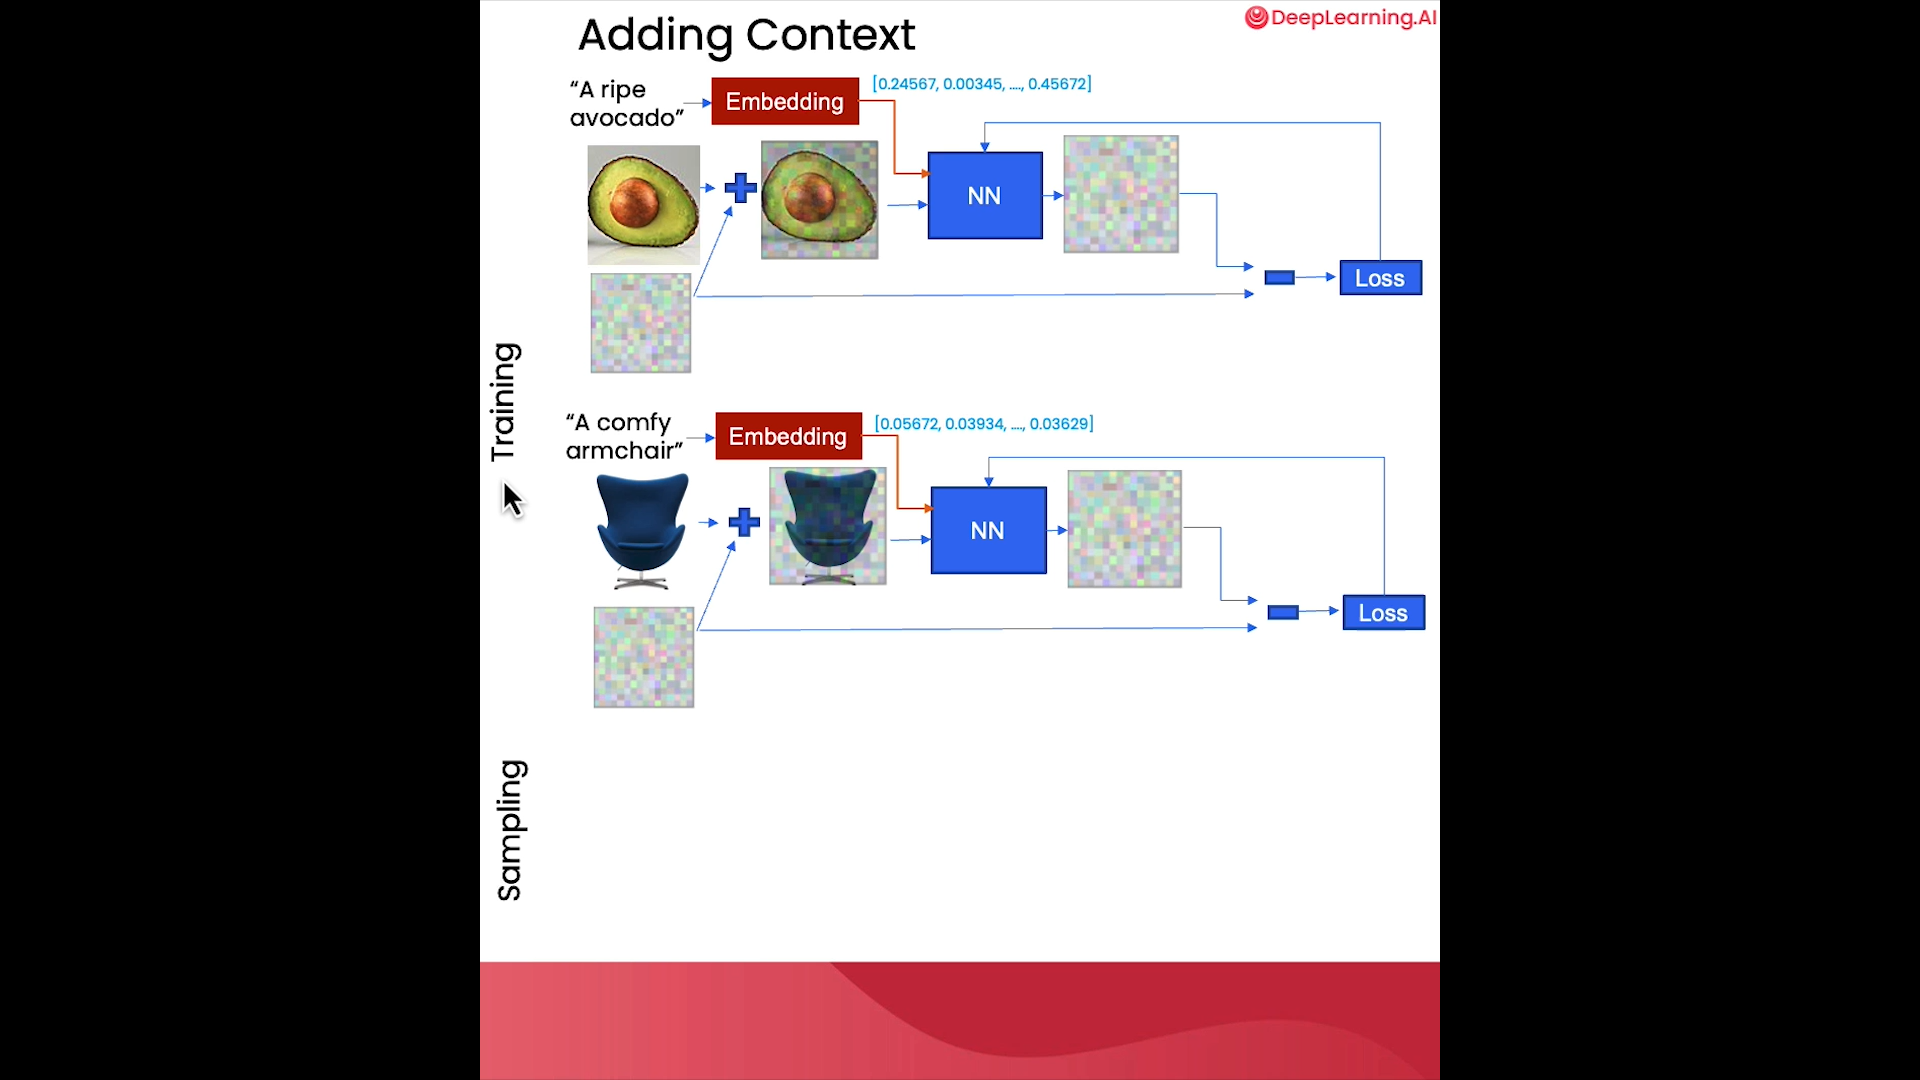 Adding Context
DeepLearning.AI
“A ripe
avocado”
Embedding
[0.24567, 0.00345, ...., 0.45672]
NN
Loss
Training
“A comfy
armchair”
Embedding
[0.05672, 0.03934, ...., 0.03629]
NN
Loss
Sampling